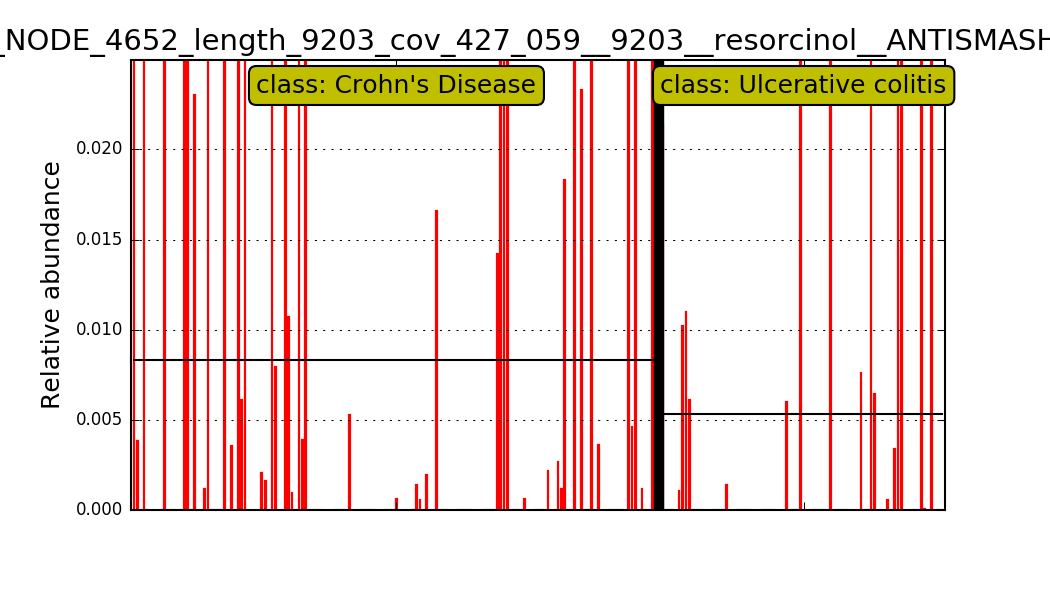 _NODE_4652_length_9203_cov_427_059__9203__resorcinol__ANTISMASH
class: Crohn's Disease
class: Ulcerative colitis
Relative abundance
0.020
0.015
0.010
0.005
0.000